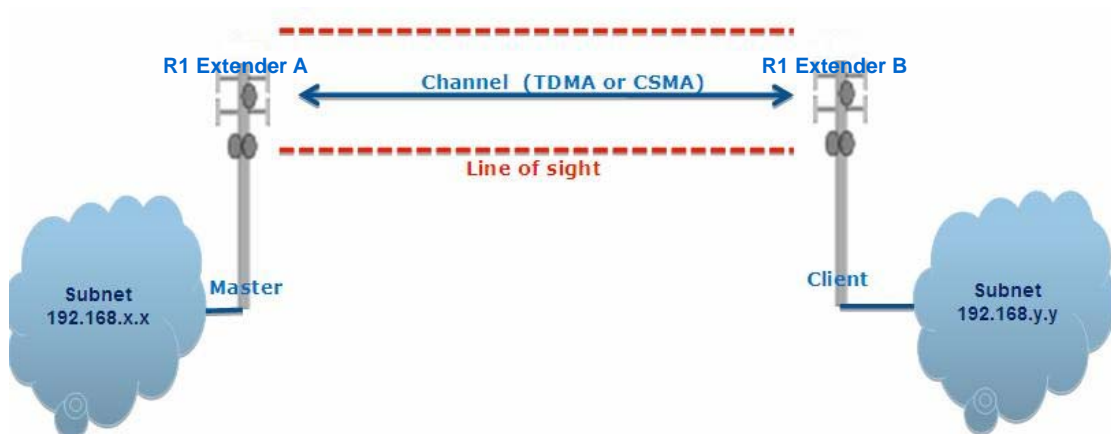 R1 Extender A
R1 Extender B
Channel (TDMA or CSMA)
Line of sight
Master
Client
Subnet
192.168.x.x
Subnet
192.168.y.y